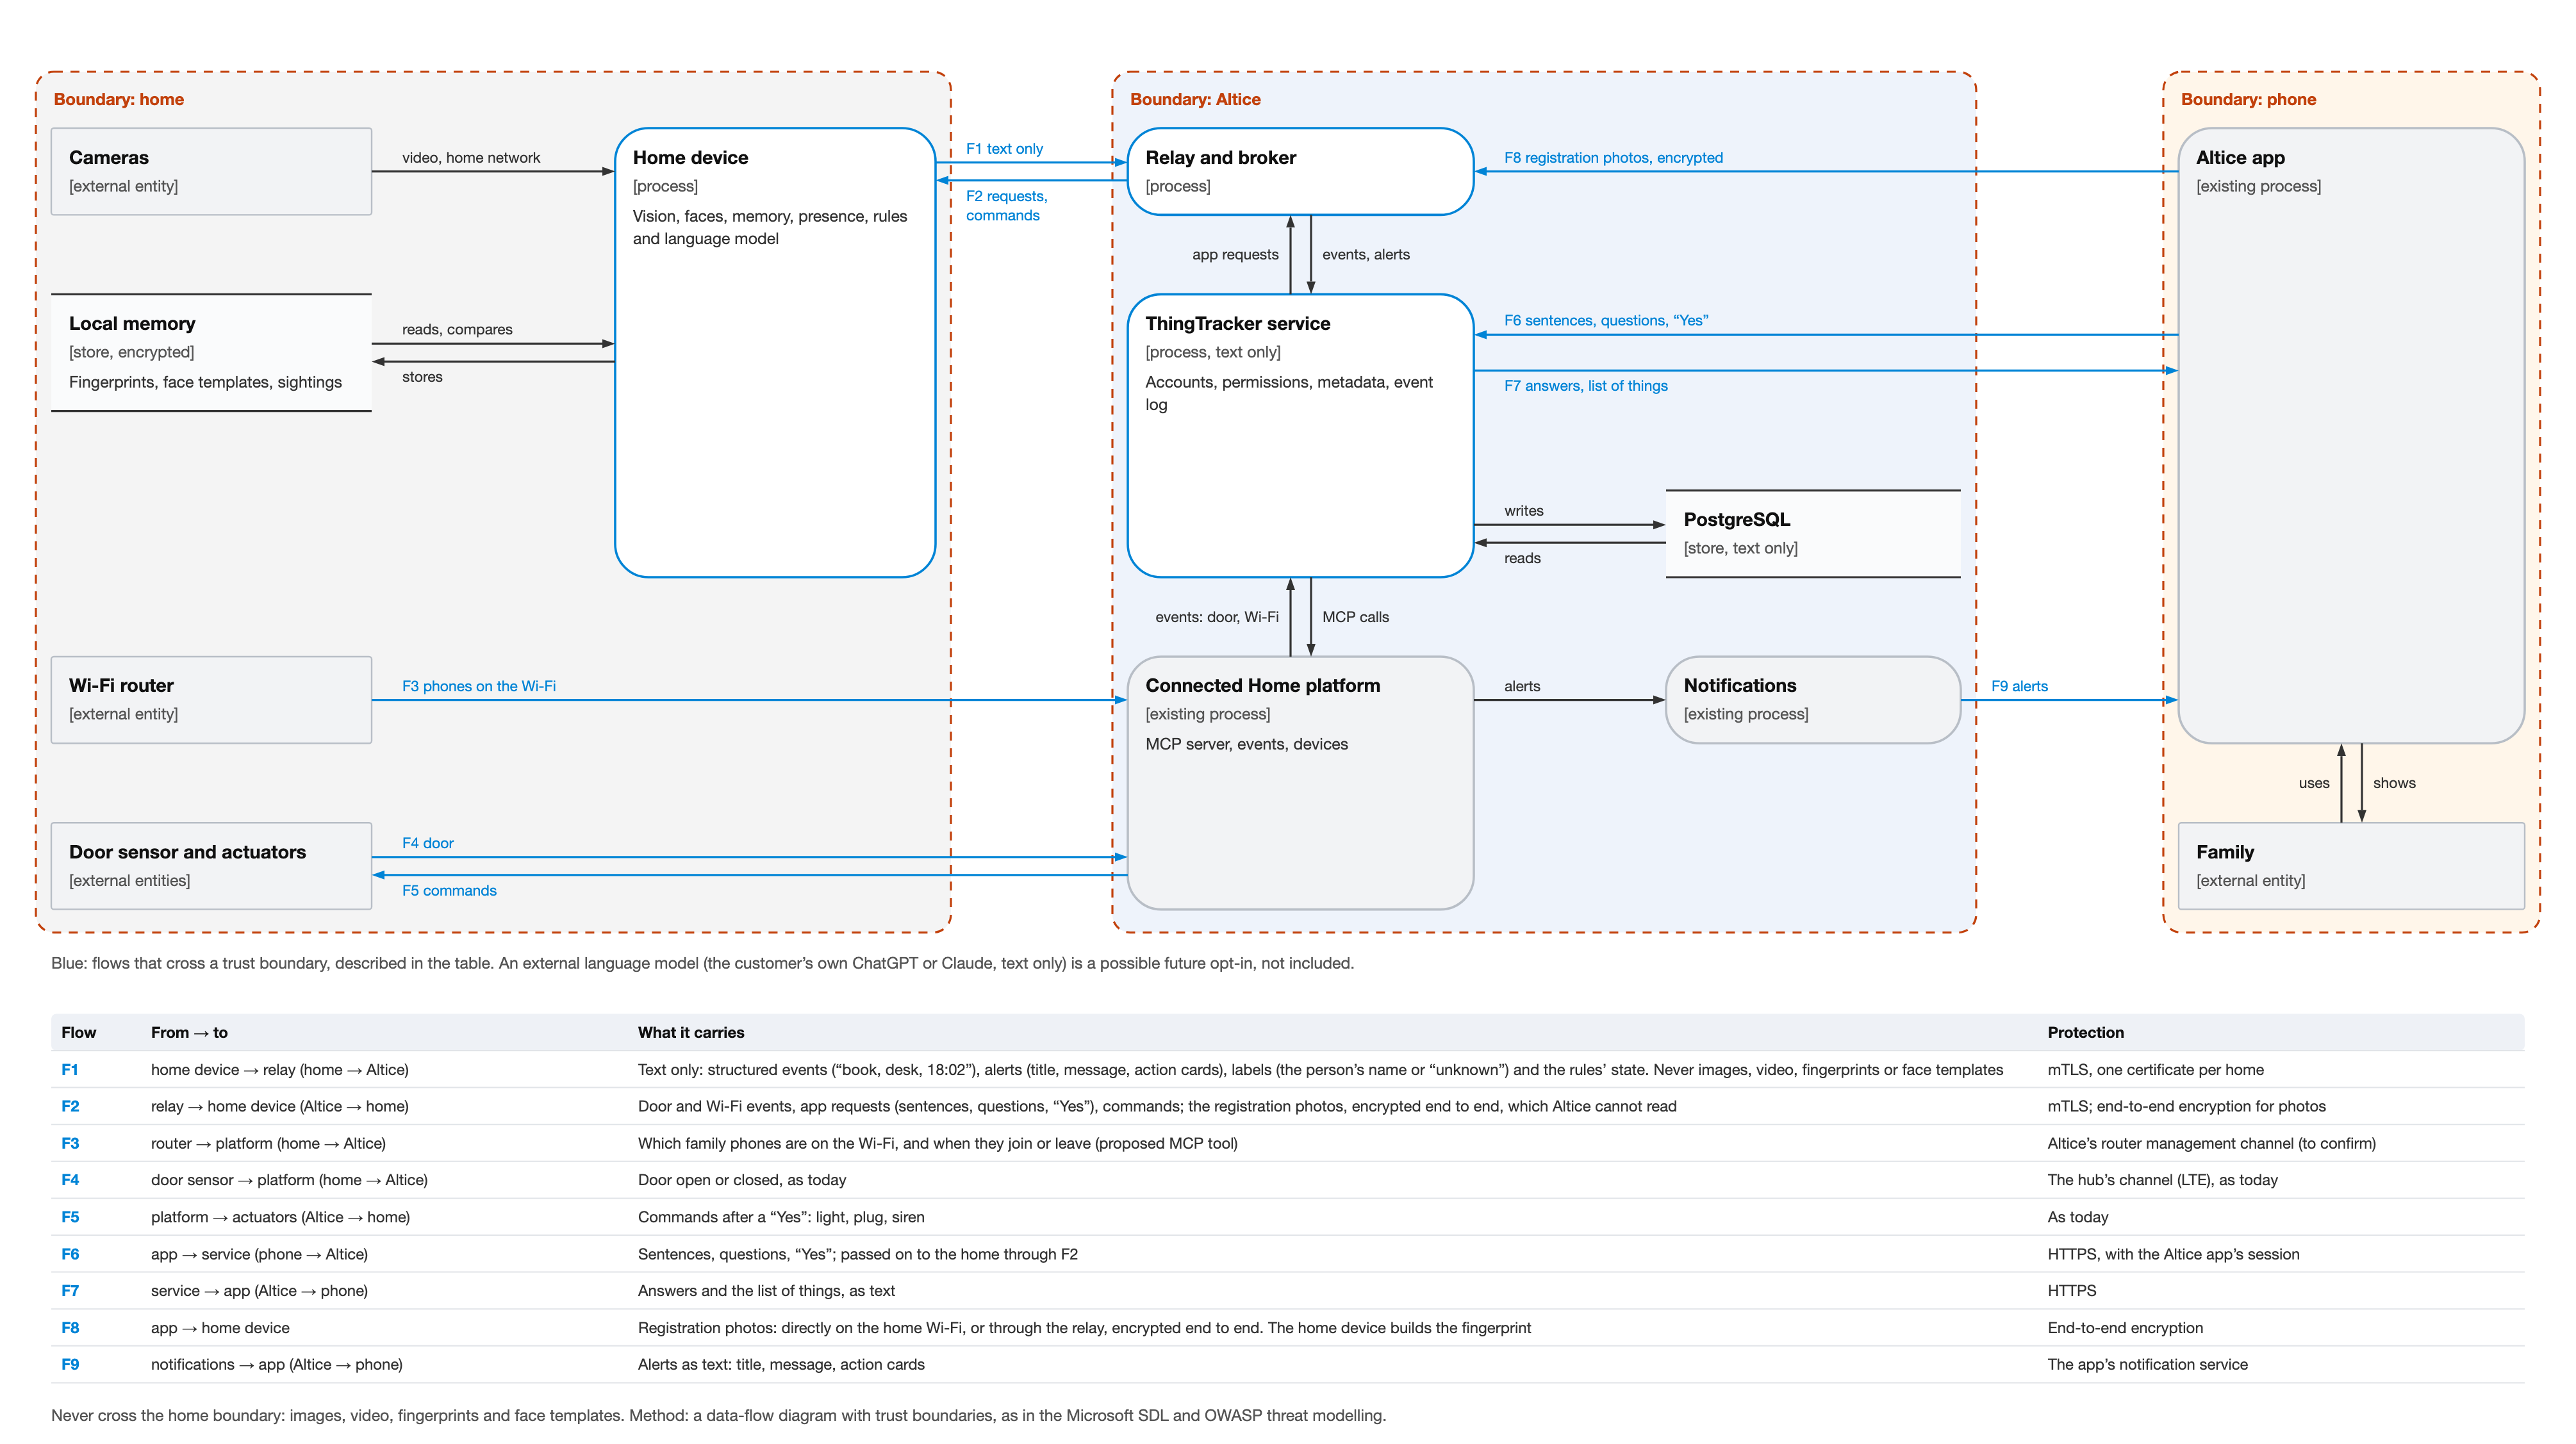 Boundary: home
Cameras
[external entity]
video, home network
Home device
[process]
Vision, faces, memory, presence, rules
and language model
Local memory
[store, encrypted]
Fingerprints, face templates, sightings
reads, compares
stores
Wi-Fi router
[external entity]
F3 phones on the Wi-Fi
Door sensor and actuators
[external entities]
F4 door
F5 commands
F1 text only
F2 requests,
commands
Boundary: Altice
Relay and broker
[process]
F8 registration photos, encrypted
app requests
events, alerts
ThingTracker service
[process, text only]
Accounts, permissions, metadata, event
log
F6 sentences, questions, “Yes”
F7 answers, list of things
writes
reads
PostgreSQL
[store, text only]
events: door, Wi-Fi
MCP calls
Connected Home platform
[existing process]
MCP server, events, devices
alerts
Notifications
[existing process]
F9 alerts
Boundary: phone
Altice app
[existing process]
uses
shows
Family
[external entity]
Blue: flows that cross a trust boundary, described in the table. An external language model (the customer’s own ChatGPT or Claude, text only) is a possible future opt-in, not included.
Flow From → to What it carries Protection
F1 home device → relay (home → Altice) Text only: structured events (“book, desk, 18:02”), alerts (title, message, action cards), labels (the person’s name or “unknown”) and the rules’ state. Never images, video, fingerprints or face templates mTLS, one certificate per home
F2 relay → home device (Altice → home) Door and Wi-Fi events, app requests (sentences, questions, “Yes”), commands; the registration photos, encrypted end to end, which Altice cannot read mTLS; end-to-end encryption for photos
F3 router → platform (home → Altice) Which family phones are on the Wi-Fi, and when they join or leave (proposed MCP tool) Altice’s router management channel (to confirm)
F4 door sensor → platform (home → Altice) Door open or closed, as today The hub’s channel (LTE), as today
F5 platform → actuators (Altice → home) Commands after a “Yes”: light, plug, siren As today
F6 app → service (phone → Altice) Sentences, questions, “Yes”; passed on to the home through F2 HTTPS, with the Altice app’s session
F7 service → app (Altice → phone) Answers and the list of things, as text HTTPS
F8 app → home device Registration photos: directly on the home Wi-Fi, or through the relay, encrypted end to end. The home device builds the fingerprint End-to-end encryption
F9 notifications → app (Altice → phone) Alerts as text: title, message, action cards The app’s notification service
Never cross the home boundary: images, video, fingerprints and face templates. Method: a data-flow diagram with trust boundaries, as in the Microsoft SDL and OWASP threat modelling.